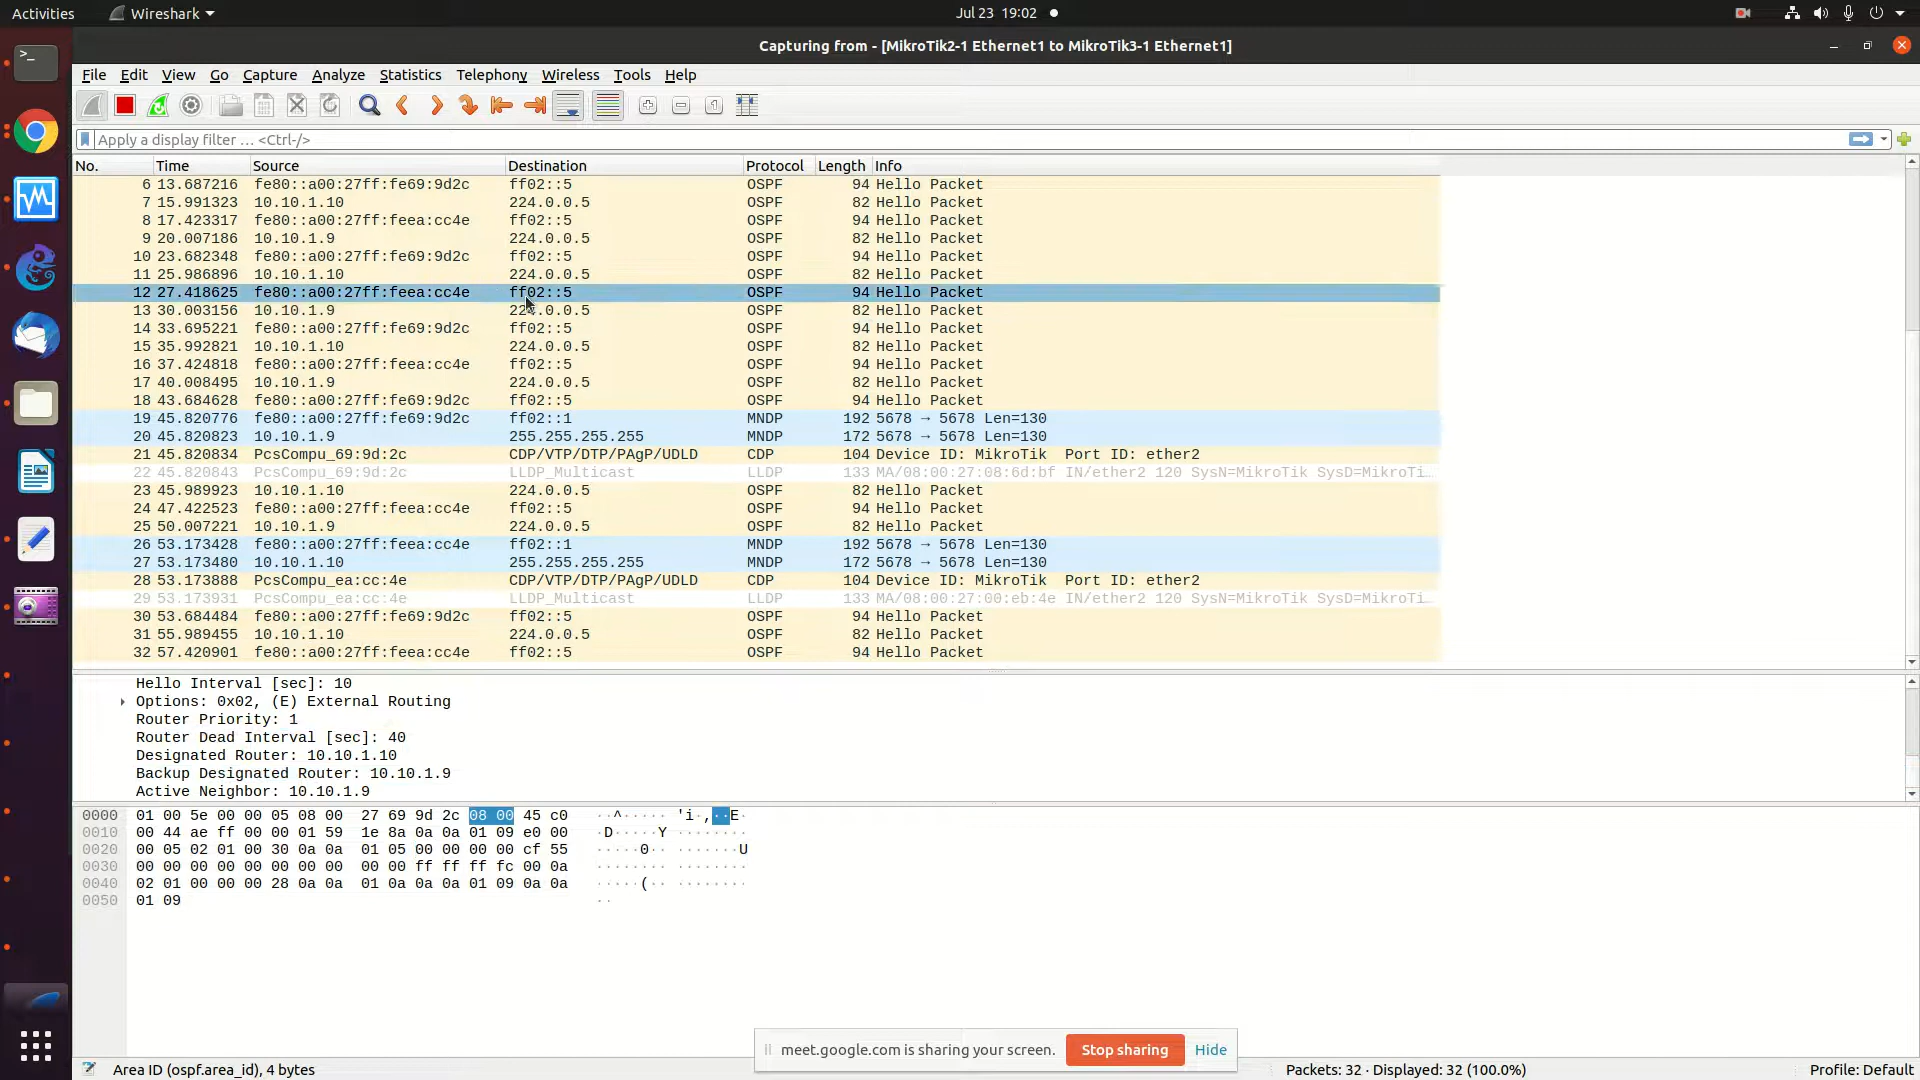 Activities Wireshark Jul 23 19:02
Capturing from - [MikroTik2-1 Ethernet1 to MikroTik3-1 Ethernet1]
File Edit View Go Capture Analyze Statistics Telephony Wireless Tools Help
Apply a display filter … <Ctrl-/>
No. Time Source Destination Protocol Length Info
6 13.687216 fe80::a00:27ff:fe69:9d2c ff02::5 OSPF 94 Hello Packet
7 15.991323 10.10.1.10 224.0.0.5 OSPF 82 Hello Packet
8 17.423317 fe80::a00:27ff:feea:cc4e ff02::5 OSPF 94 Hello Packet
9 20.007186 10.10.1.9 224.0.0.5 OSPF 82 Hello Packet
10 23.682348 fe80::a00:27ff:fe69:9d2c ff02::5 OSPF 94 Hello Packet
11 25.986896 10.10.1.10 224.0.0.5 OSPF 82 Hello Packet
12 27.418625 fe80::a00:27ff:feea:cc4e ff02::5 OSPF 94 Hello Packet
13 30.003156 10.10.1.9 224.0.0.5 OSPF 82 Hello Packet
14 33.695221 fe80::a00:27ff:fe69:9d2c ff02::5 OSPF 94 Hello Packet
15 35.992821 10.10.1.10 224.0.0.5 OSPF 82 Hello Packet
16 37.424818 fe80::a00:27ff:feea:cc4e ff02::5 OSPF 94 Hello Packet
17 40.008495 10.10.1.9 224.0.0.5 OSPF 82 Hello Packet
18 43.684628 fe80::a00:27ff:fe69:9d2c ff02::5 OSPF 94 Hello Packet
19 45.820776 fe80::a00:27ff:fe69:9d2c ff02::1 MNDP 192 5678 → 5678 Len=130
20 45.820823 10.10.1.9 255.255.255.255 MNDP 172 5678 → 5678 Len=130
21 45.820834 PcsCompu_69:9d:2c CDP/VTP/DTP/PAgP/UDLD CDP 104 Device ID: MikroTik Port ID: ether2
22 45.820843 PcsCompu_69:9d:2c LLDP_Multicast LLDP 133 MA/08:00:27:08:6d:bf IN/ether2 120 SysN=MikroTik SysD=MikroTi…
23 45.989923 10.10.1.10 224.0.0.5 OSPF 82 Hello Packet
24 47.422523 fe80::a00:27ff:feea:cc4e ff02::5 OSPF 94 Hello Packet
25 50.007221 10.10.1.9 224.0.0.5 OSPF 82 Hello Packet
26 53.173428 fe80::a00:27ff:feea:cc4e ff02::1 MNDP 192 5678 → 5678 Len=130
27 53.173480 10.10.1.10 255.255.255.255 MNDP 172 5678 → 5678 Len=130
28 53.173888 PcsCompu_ea:cc:4e CDP/VTP/DTP/PAgP/UDLD CDP 104 Device ID: MikroTik Port ID: ether2
29 53.173931 PcsCompu_ea:cc:4e LLDP_Multicast LLDP 133 MA/08:00:27:00:eb:4e IN/ether2 120 SysN=MikroTik SysD=MikroTi…
30 53.684484 fe80::a00:27ff:fe69:9d2c ff02::5 OSPF 94 Hello Packet
31 55.989455 10.10.1.10 224.0.0.5 OSPF 82 Hello Packet
32 57.420901 fe80::a00:27ff:feea:cc4e ff02::5 OSPF 94 Hello Packet
Hello Interval [sec]: 10
Options: 0x02, (E) External Routing
Router Priority: 1
Router Dead Interval [sec]: 40
Designated Router: 10.10.1.10
Backup Designated Router: 10.10.1.9
Active Neighbor: 10.10.1.9
0000 01 00 5e 00 00 05 08 00 27 69 9d 2c 08 00 45 c0 ··^····· 'i·,··E·
0010 00 44 ae ff 00 00 01 59 1e 8a 0a 0a 01 09 e0 00 ·D·····Y ········
0020 00 05 02 01 00 30 0a 0a 01 05 00 00 00 00 cf 55 ·····0·· ·······U
0030 00 00 00 00 00 00 00 00 00 00 ff ff ff fc 00 0a ········ ········
0040 02 01 00 00 00 28 0a 0a 01 0a 0a 0a 01 09 0a 0a ·····(·· ········
0050 01 09 ··
meet.google.com is sharing your screen. Stop sharing Hide
Area ID (ospf.area_id), 4 bytes Packets: 32 · Displayed: 32 (100.0%) Profile: Default